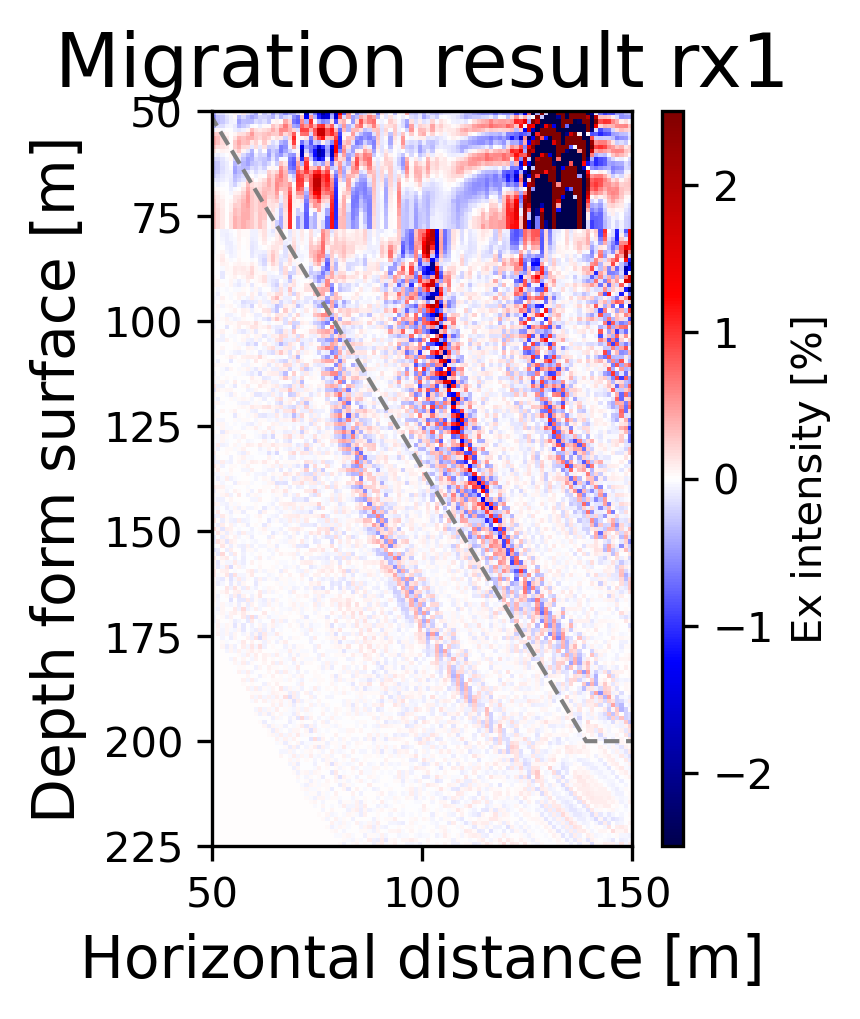 Migration result rx1
50
75
100
125
150
175
200
225
Depth form surface [m]
50 100 150
Horizontal distance [m]
2
1
0
−1
−2
Ex intensity [%]